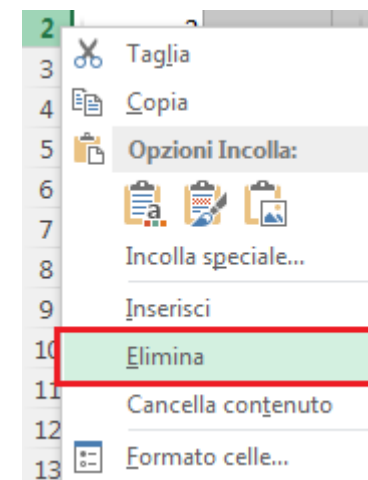 2
3 Taglia
4 Copia
5 Opzioni Incolla:
6
7
8 Incolla speciale...
9 Inserisci
10 Elimina
11 Cancella contenuto
12
13 Formato celle...